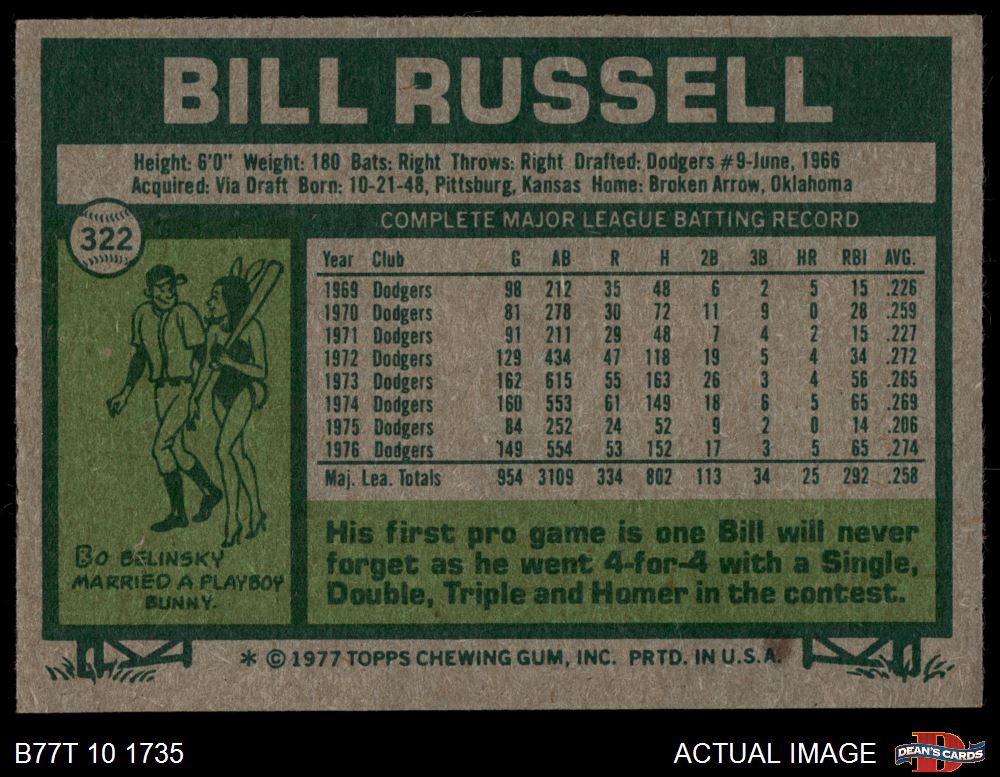 BILL RUSSELL
Height: 6'0" Weight: 180 Bats: Right Throws: Right Drafted: Dodgers #9-June, 1966
Acquired: Via Draft Born: 10-21-48, Pittsburg, Kansas Home: Broken Arrow, Oklahoma
322
COMPLETE MAJOR LEAGUE BATTING RECORD
Year Club G AB R H 2B 3B HR RBI AVG.
1969 Dodgers 98 212 35 48 6 2 5 15 .226
1970 Dodgers 81 278 30 72 11 9 0 28 .259
1971 Dodgers 91 211 29 48 7 4 2 15 .227
1972 Dodgers 129 434 47 118 19 5 4 34 .272
1973 Dodgers 162 615 55 163 26 3 4 56 .265
1974 Dodgers 160 553 61 149 18 6 5 65 .269
1975 Dodgers 84 252 24 52 9 2 0 14 .206
1976 Dodgers 149 554 53 152 17 3 5 65 .274
Maj. Lea. Totals 954 3109 334 802 113 34 25 292 .258
BO BELINSKY
MARRIED A PLAYBOY
BUNNY.
His first pro game is one Bill will never
forget as he went 4-for-4 with a Single,
Double, Triple and Homer in the contest.
* © 1977 TOPPS CHEWING GUM, INC. PRTD. IN U.S.A.
B77T 10 1735
ACTUAL IMAGE
D
DEAN'S CARDS